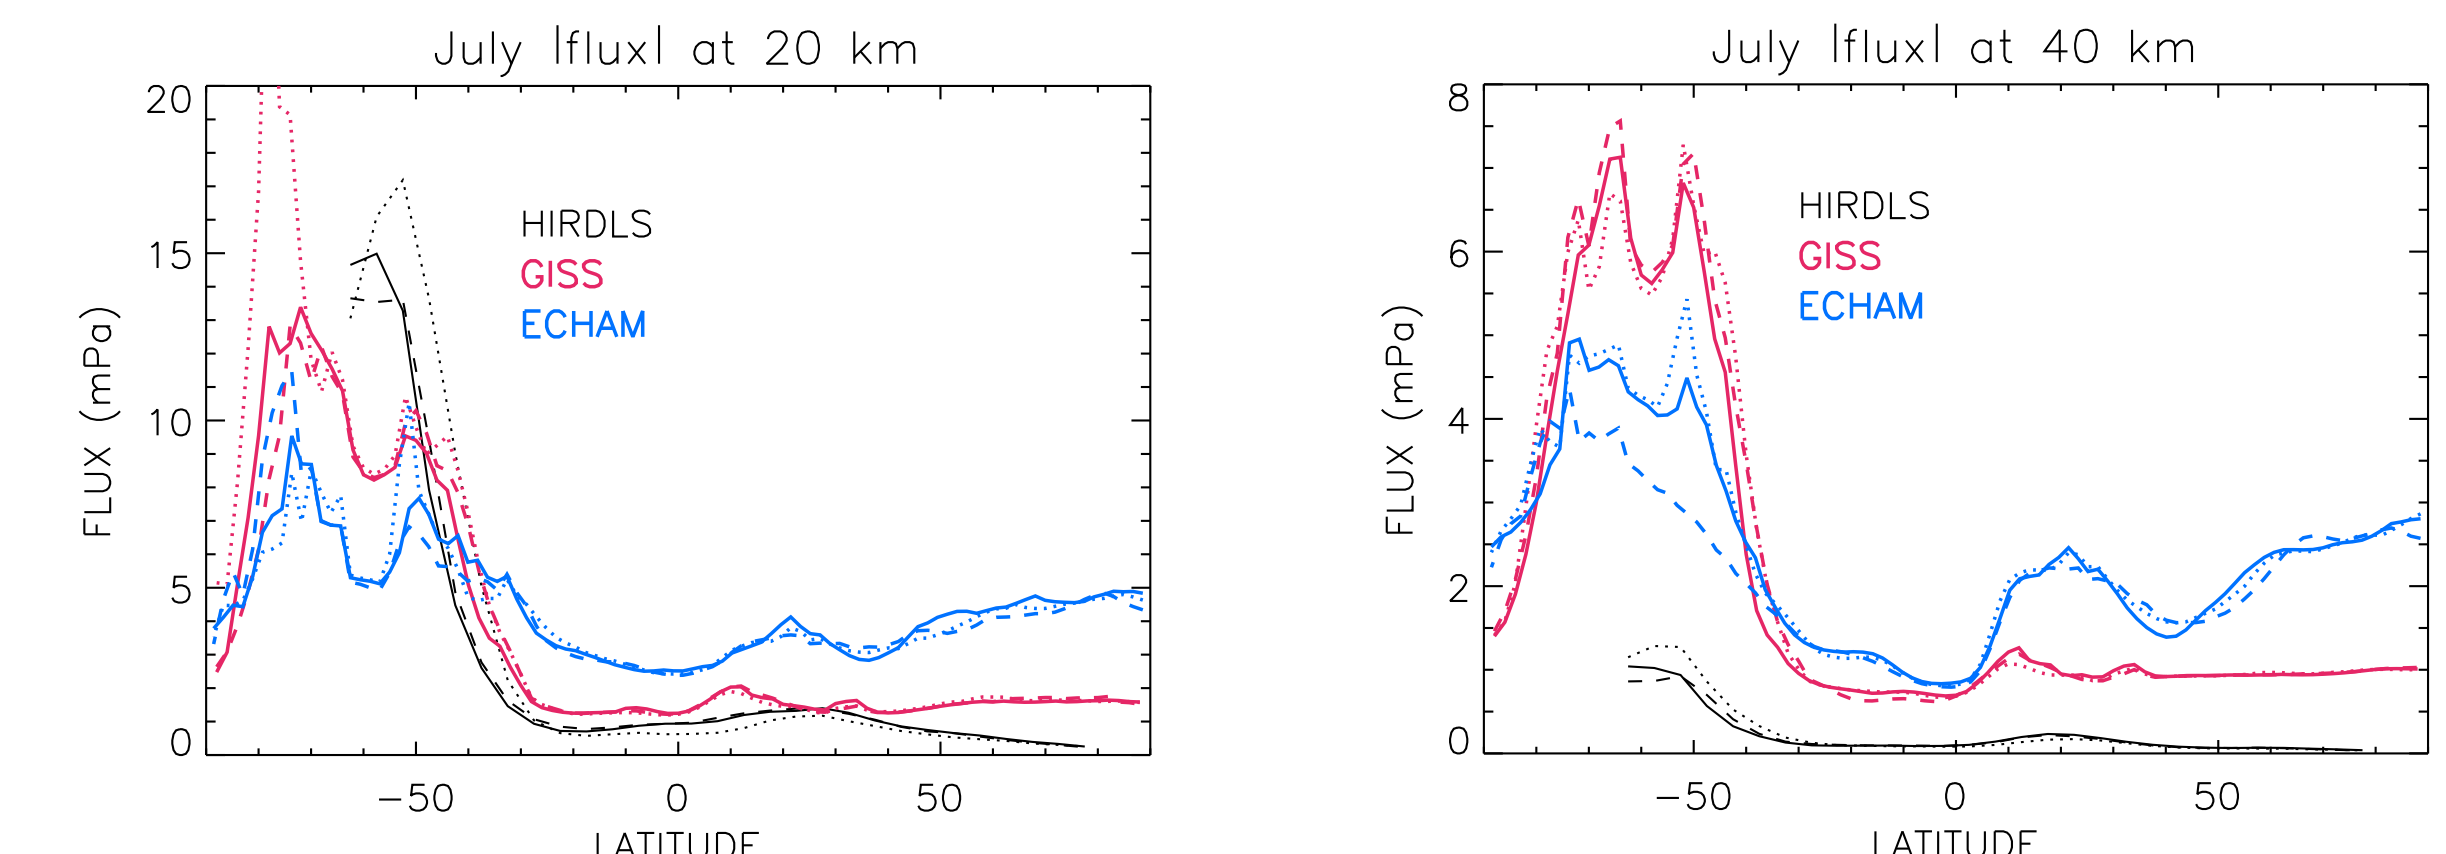 July |flux| at 20 km
20
15
10
5
0
FLUX (mPa)
HIRDLS
GISS
ECHAM
-50 0 50
LATITUDE
July |flux| at 40 km
8
6
4
2
0
FLUX (mPa)
HIRDLS
GISS
ECHAM
-50 0 50
LATITUDE